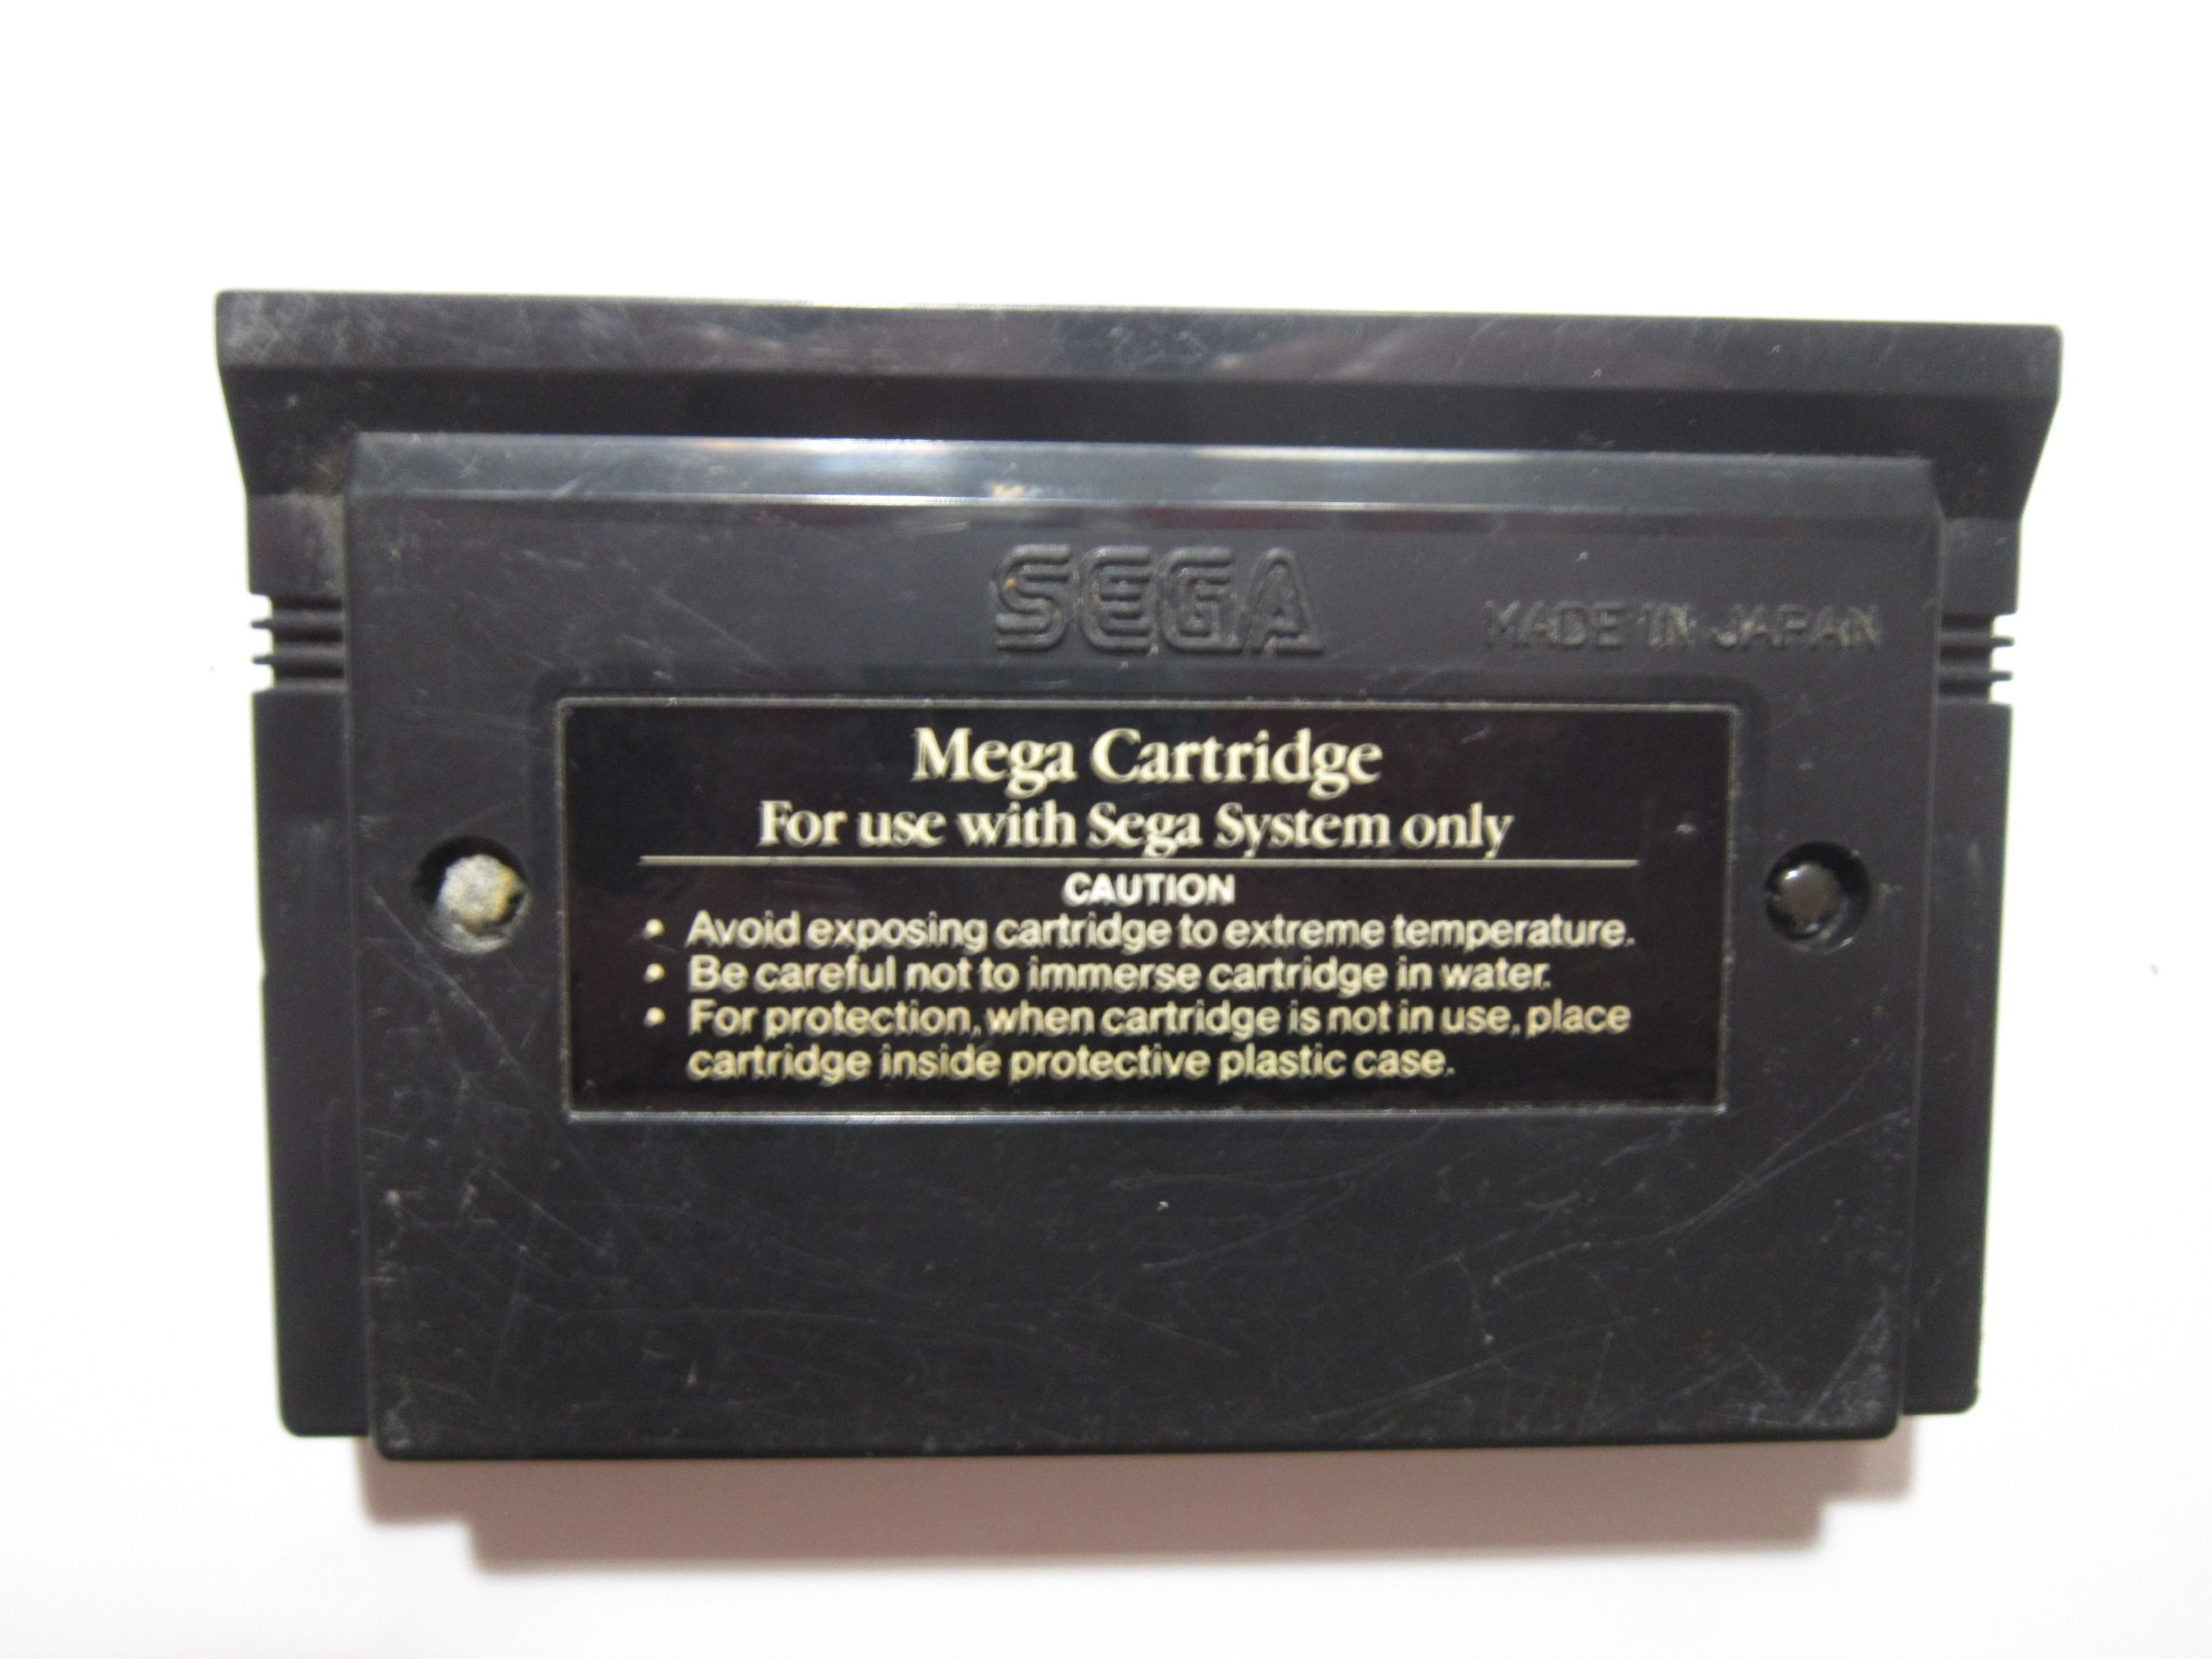 SEGA
MADE IN JAPAN
Mega Cartridge
For use with Sega System only
CAUTION
• Avoid exposing cartridge to extreme temperature.
• Be careful not to immerse cartridge in water.
• For protection, when cartridge is not in use, place
cartridge inside protective plastic case.